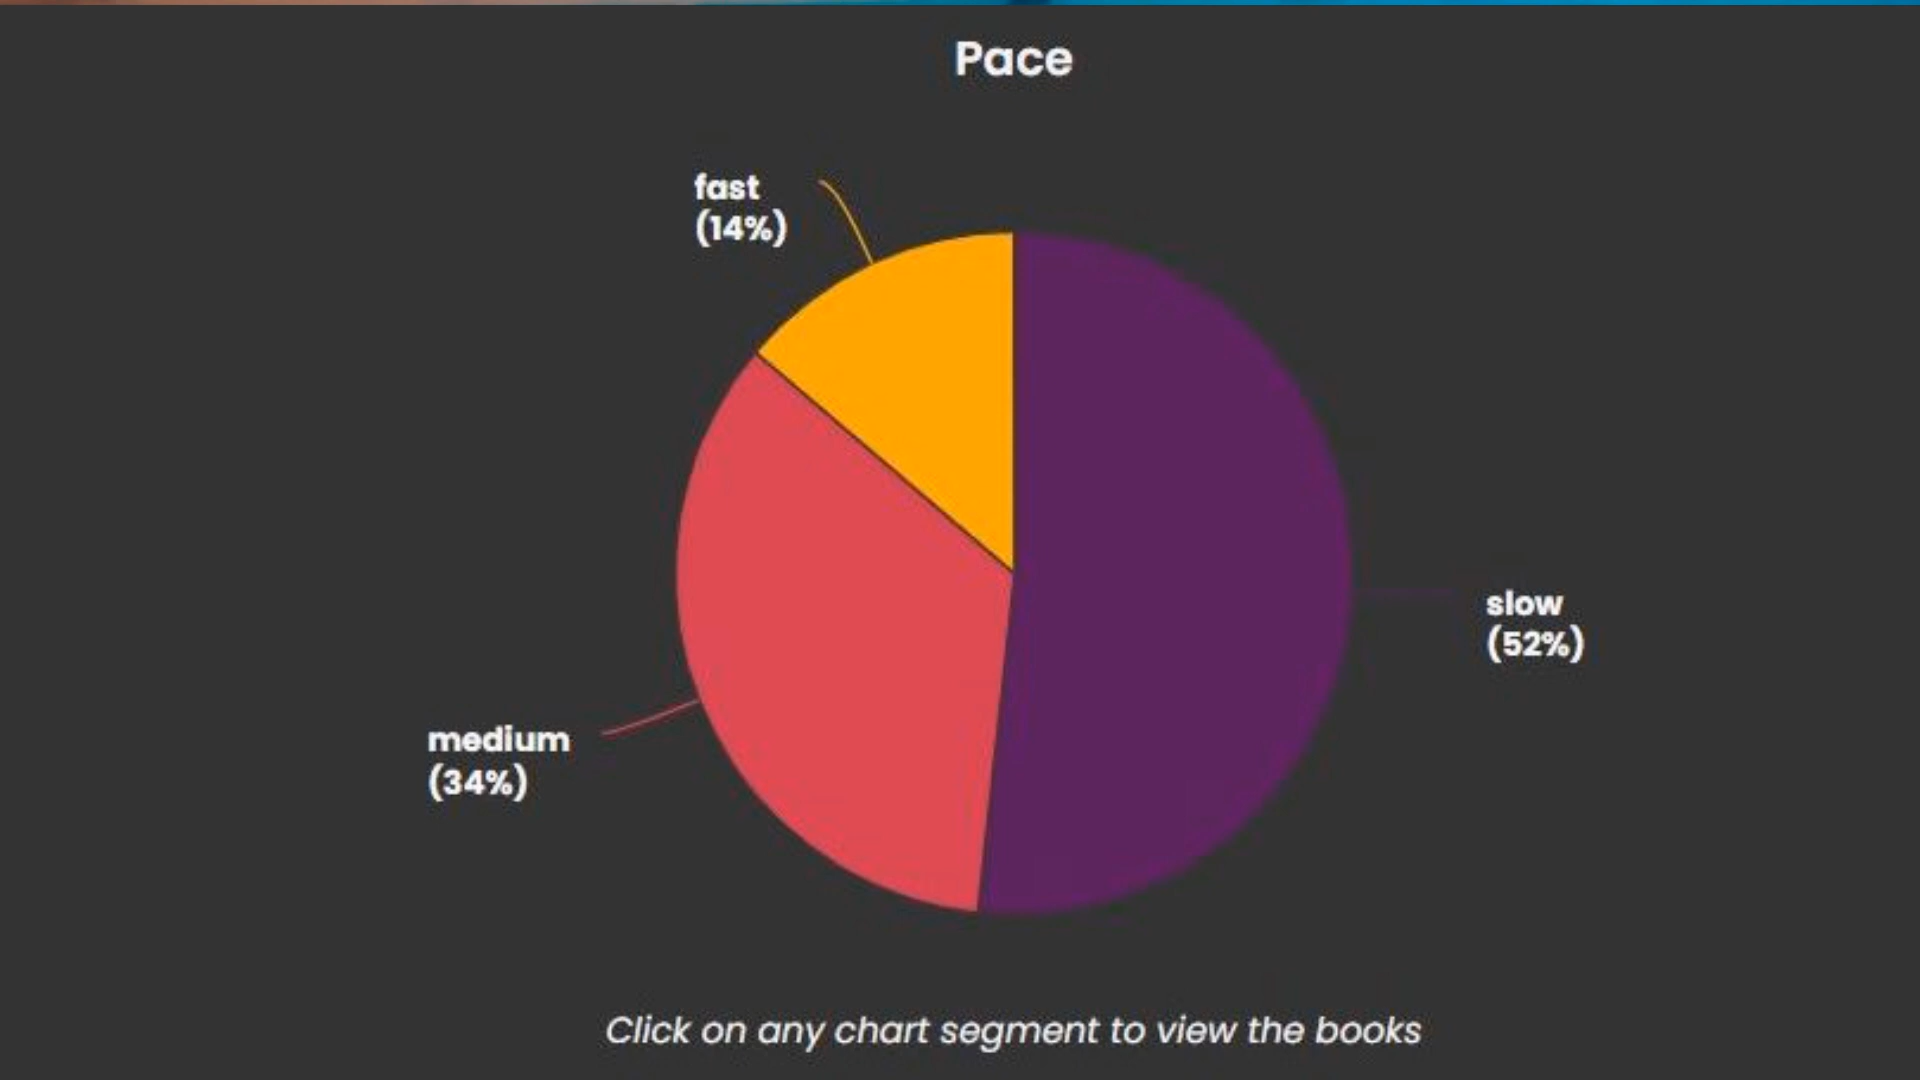 Pace
fast
(14%)
slow
(52%)
medium
(34%)
Click on any chart segment to view the books